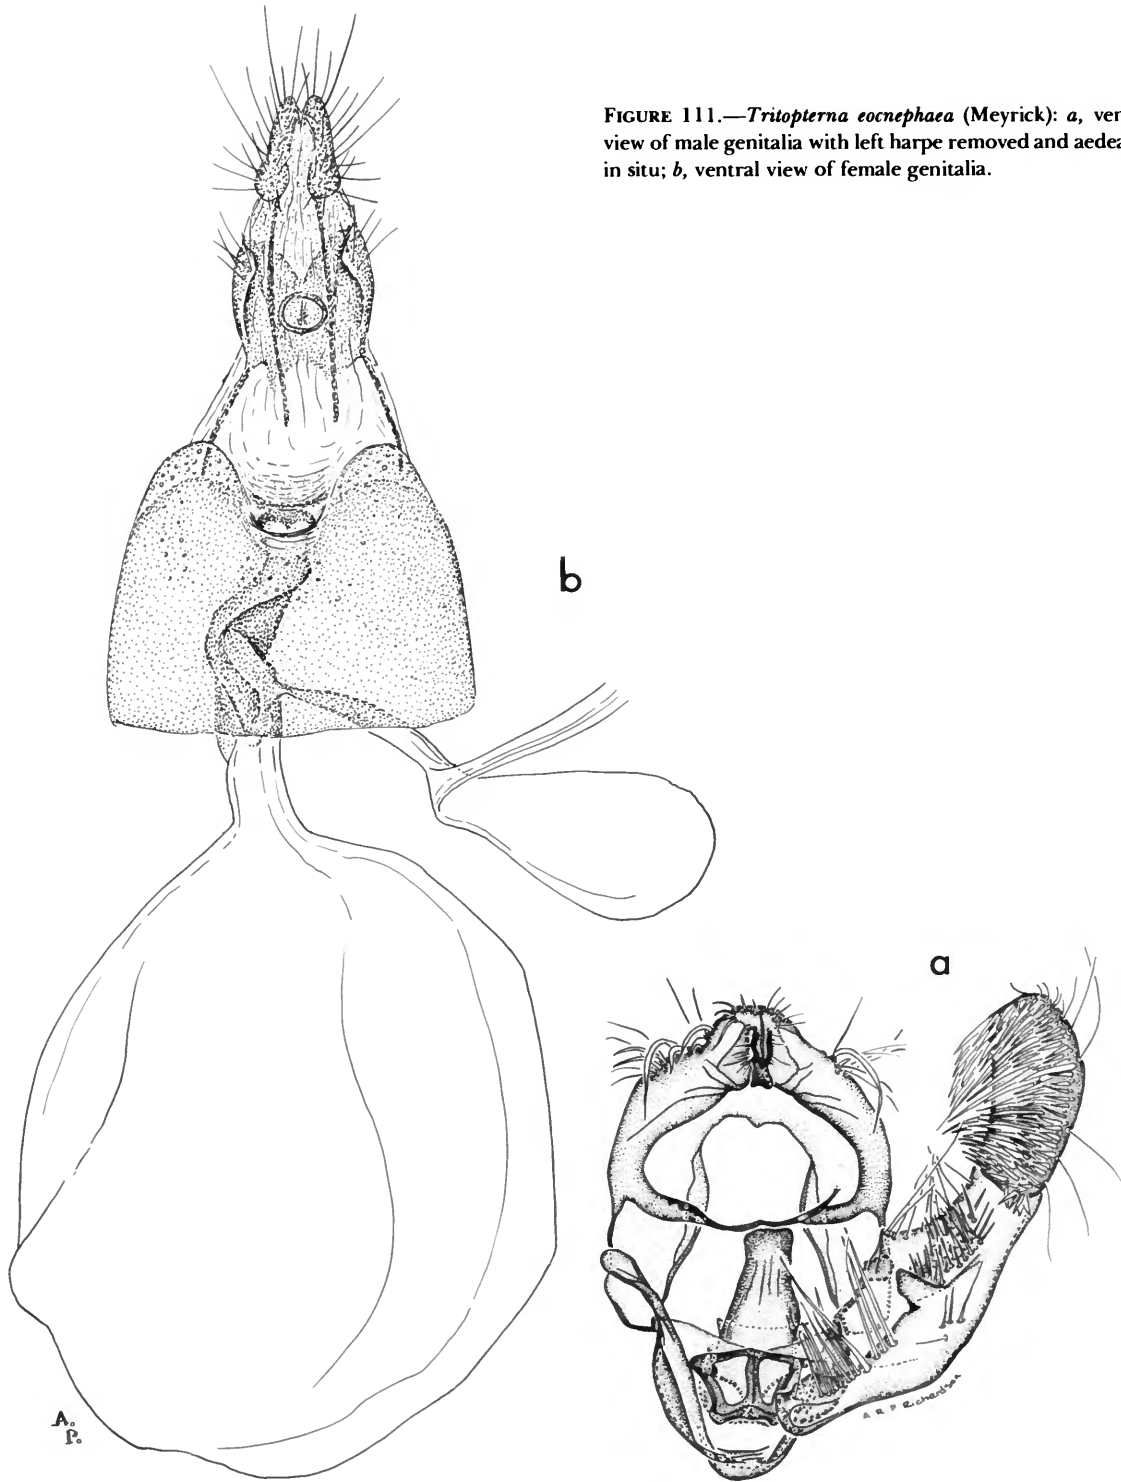 FIGURE 111.—Tritopterna eocnephaea (Meyrick): a, ven
view of male genitalia with left harpe removed and aedea
in situ; b, ventral view of female genitalia.
b
a
A. R. P. Richardson
A.
P.